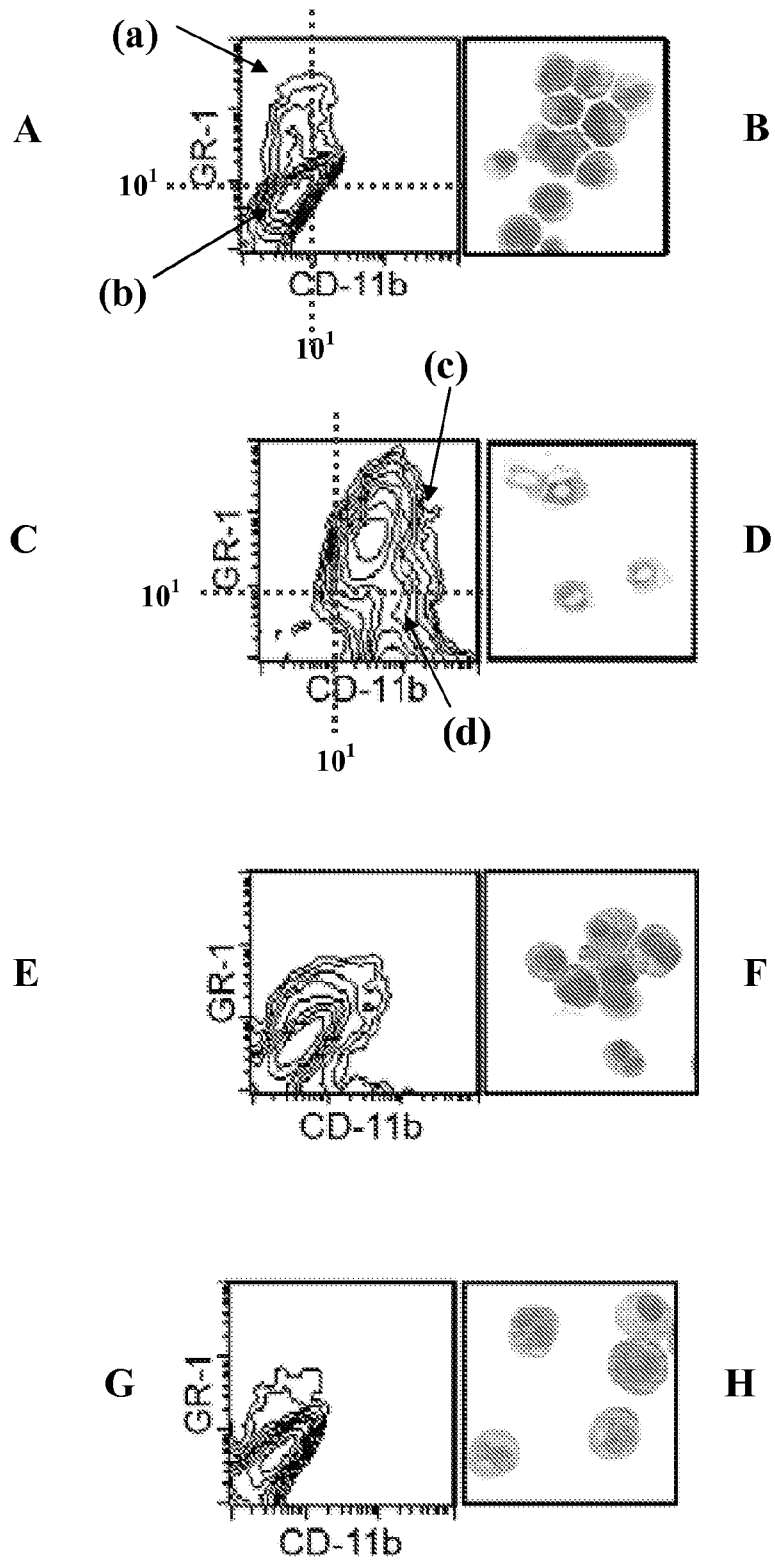 (a)
A
GR-1
B
10¹
(b)
CD-11b
10¹
(c)
C
GR-1
D
10¹
CD-11b
(d)
10¹
E
GR-1
F
CD-11b
G
GR-1
H
CD-11b